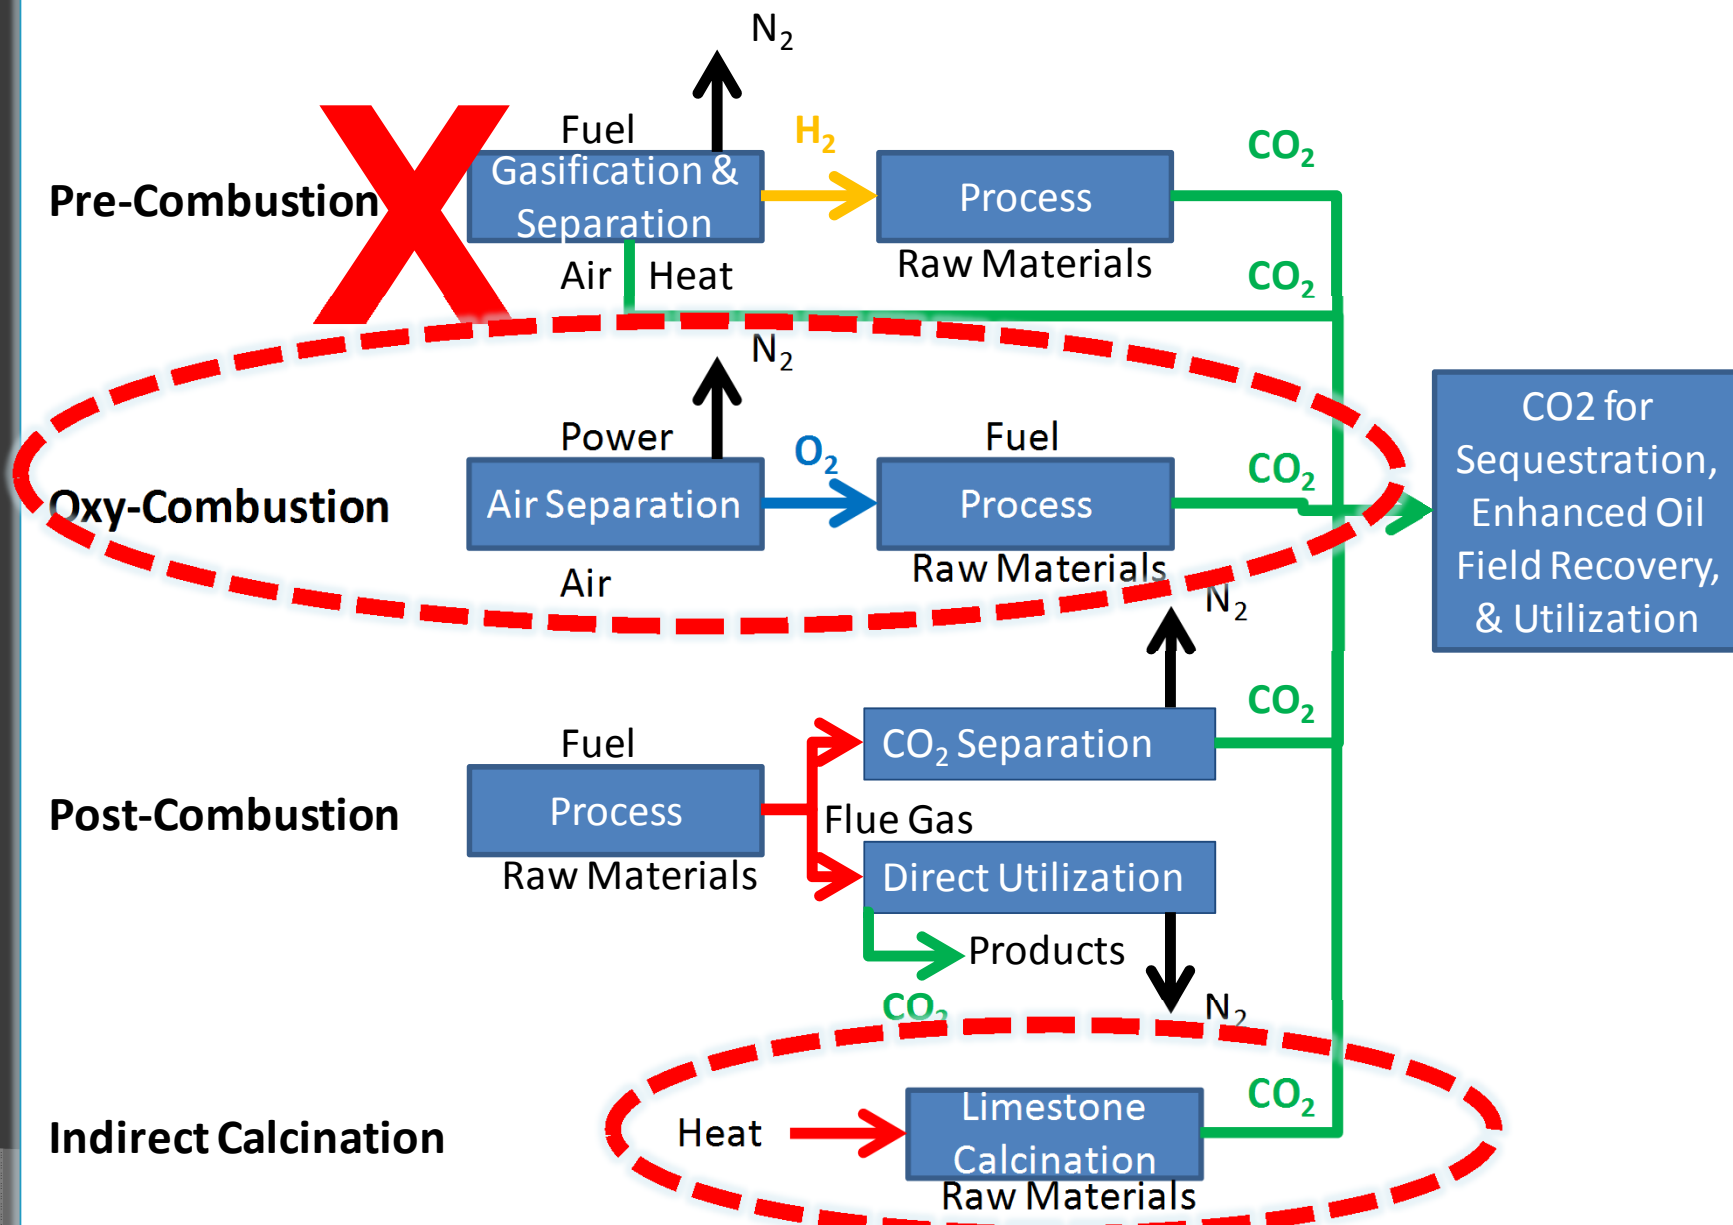 N₂
Fuel
H₂
CO₂
Pre-Combustion
Gasification &
Separation
Process
Air
Heat
Raw Materials
CO₂
N₂
Power
O₂
Fuel
CO₂
Oxy-Combustion
Air Separation
Process
Air
Raw Materials
CO2 for
Sequestration,
Enhanced Oil
Field Recovery,
& Utilization
N₂
CO₂
Fuel
CO₂ Separation
Post-Combustion
Process
Flue Gas
Raw Materials
Direct Utilization
Products
CO₂
N₂
Indirect Calcination
Heat
Limestone
Calcination
CO₂
Raw Materials